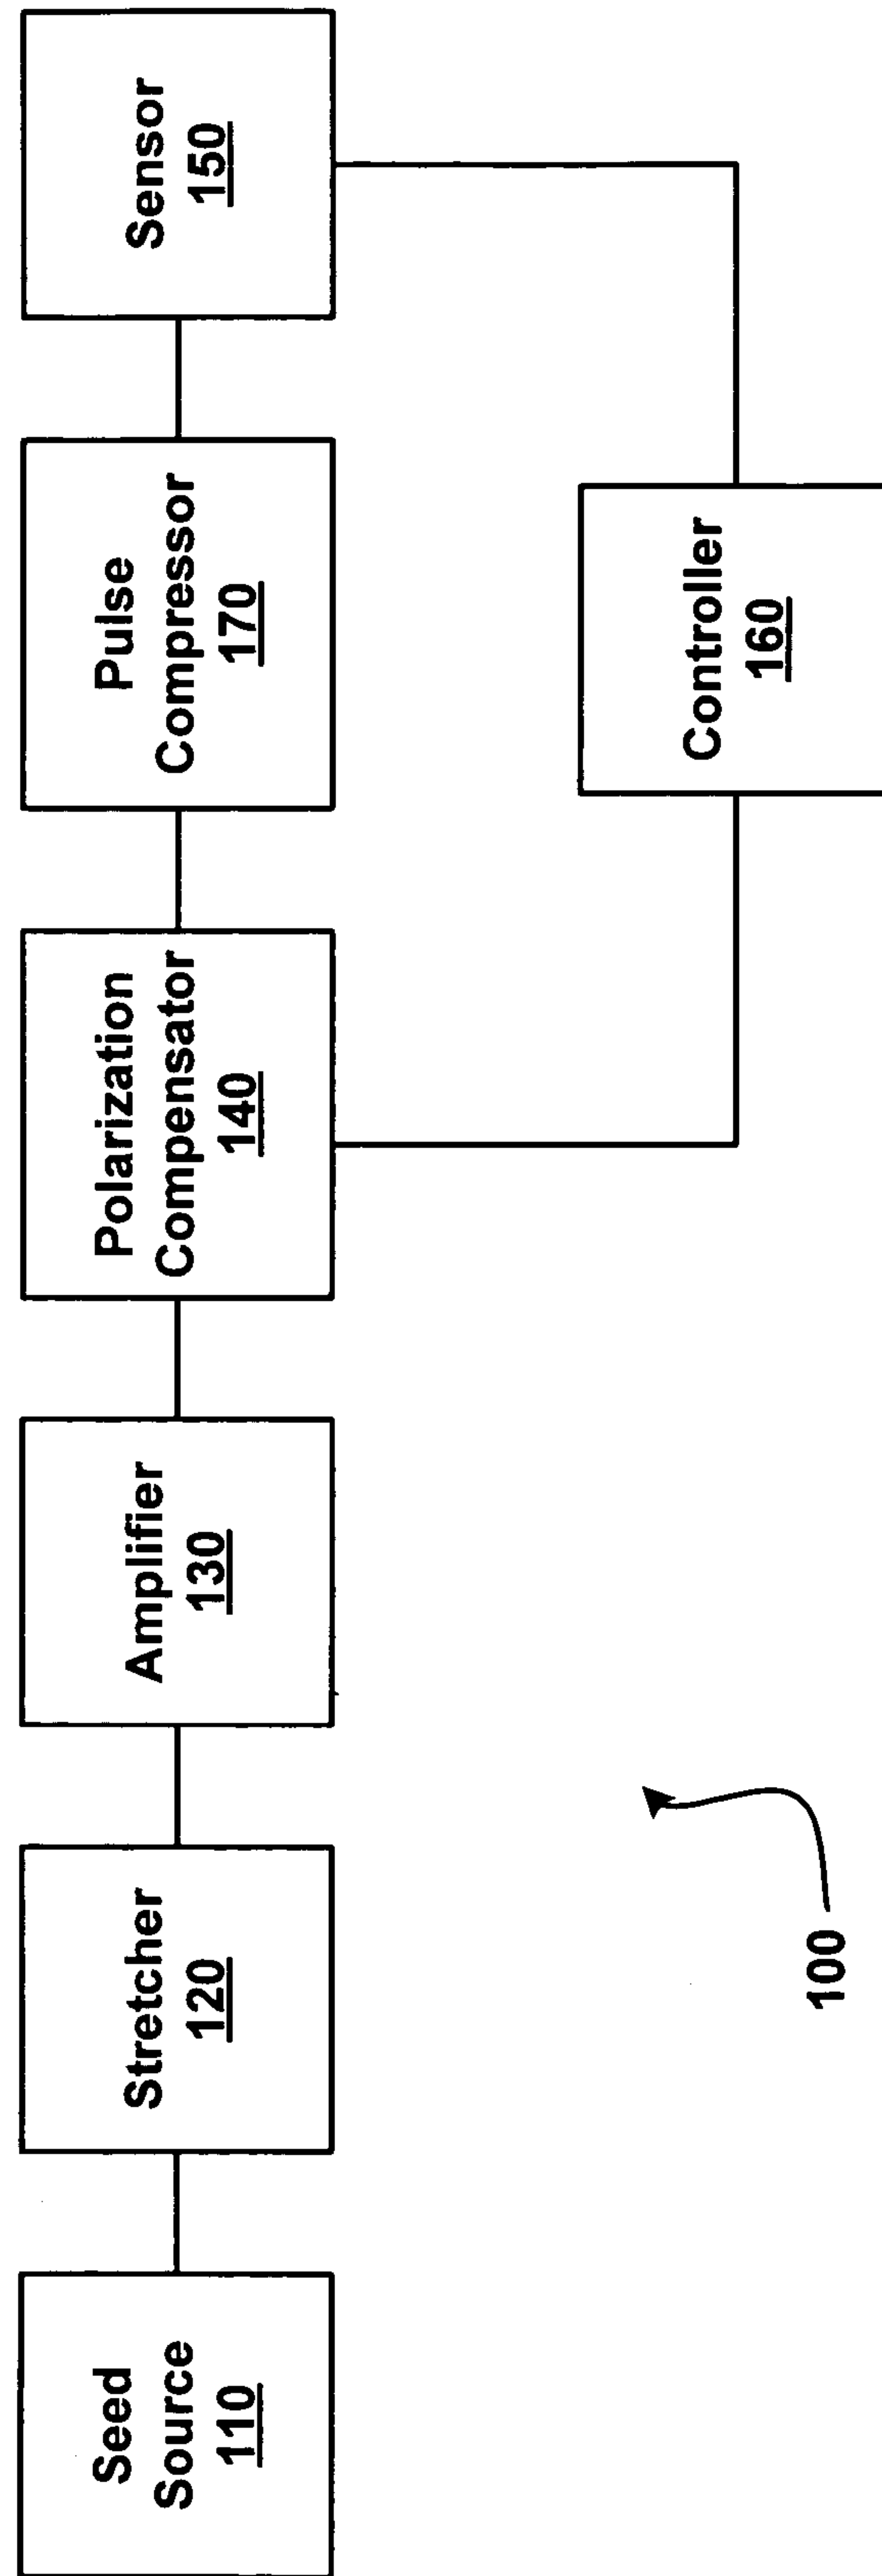 Seed
Source
110
Stretcher
120
Amplifier
130
Polarization
Compensator
140
Pulse
Compressor
170
Sensor
150
Controller
160
100